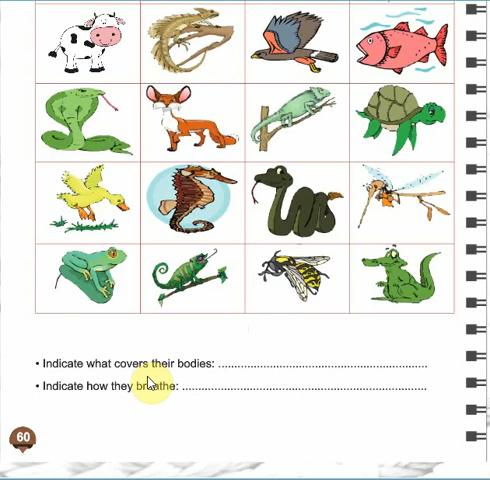 • Indicate what covers their bodies: ................................................................
• Indicate how they breathe: ..........................................................................
60